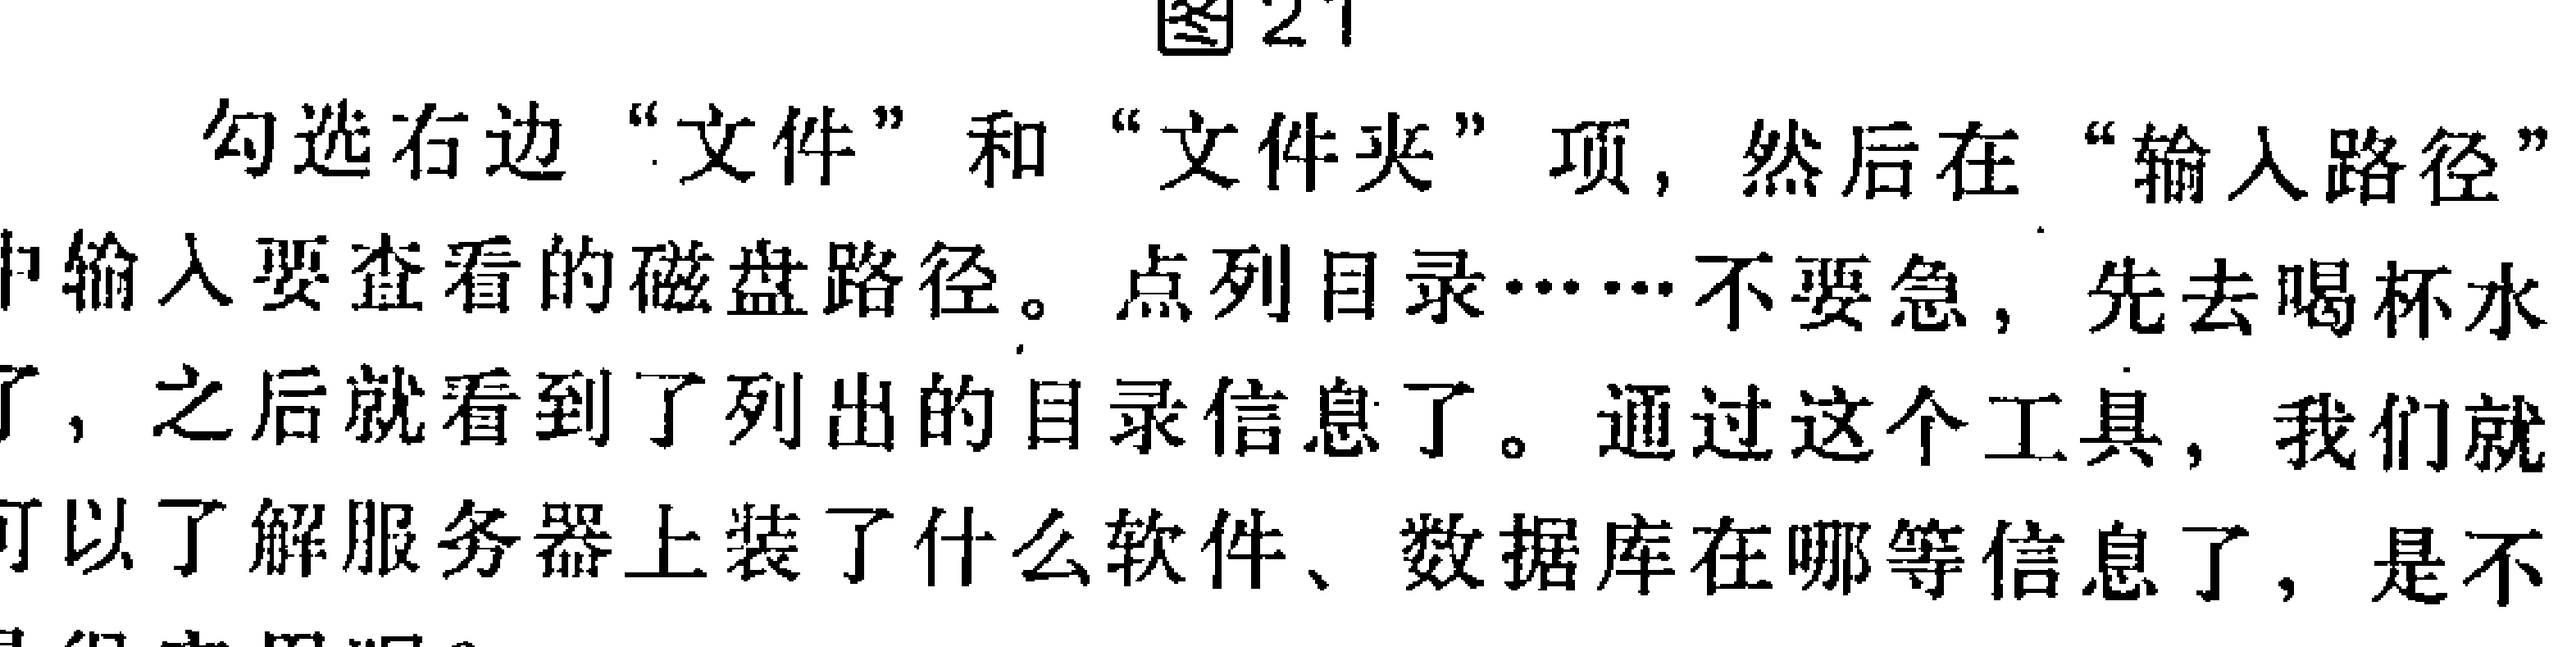 图21
勾选右边“文件”和“文件夹”项，然后在“输入路径”
中输入要查看的磁盘路径。点列目录……不要急，先去喝杯水
了，之后就看到了列出的目录信息了。通过这个工具，我们就
可以了解服务器上装了什么软件、数据库在哪等信息了，是不